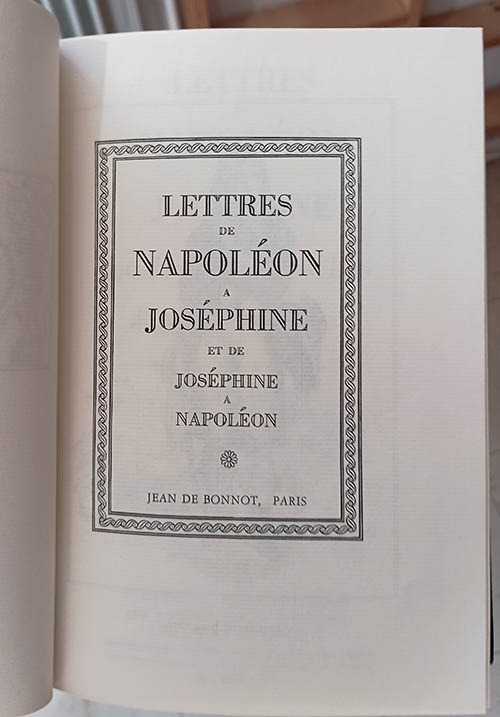 LETTRES
DE
NAPOLÉON
A
JOSÉPHINE
ET DE
JOSÉPHINE
A
NAPOLÉON
JEAN DE BONNOT, PARIS